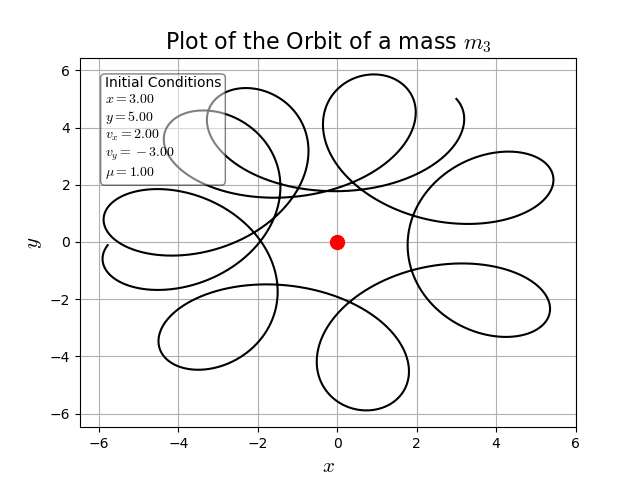 Plot of the Orbit of a mass m₃
Initial Conditions
x = 3.00
y = 5.00
vₓ = 2.00
v_y = −3.00
μ = 1.00
6
4
2
0
−2
−4
−6
y
−6
−4
−2
0
2
4
6
x